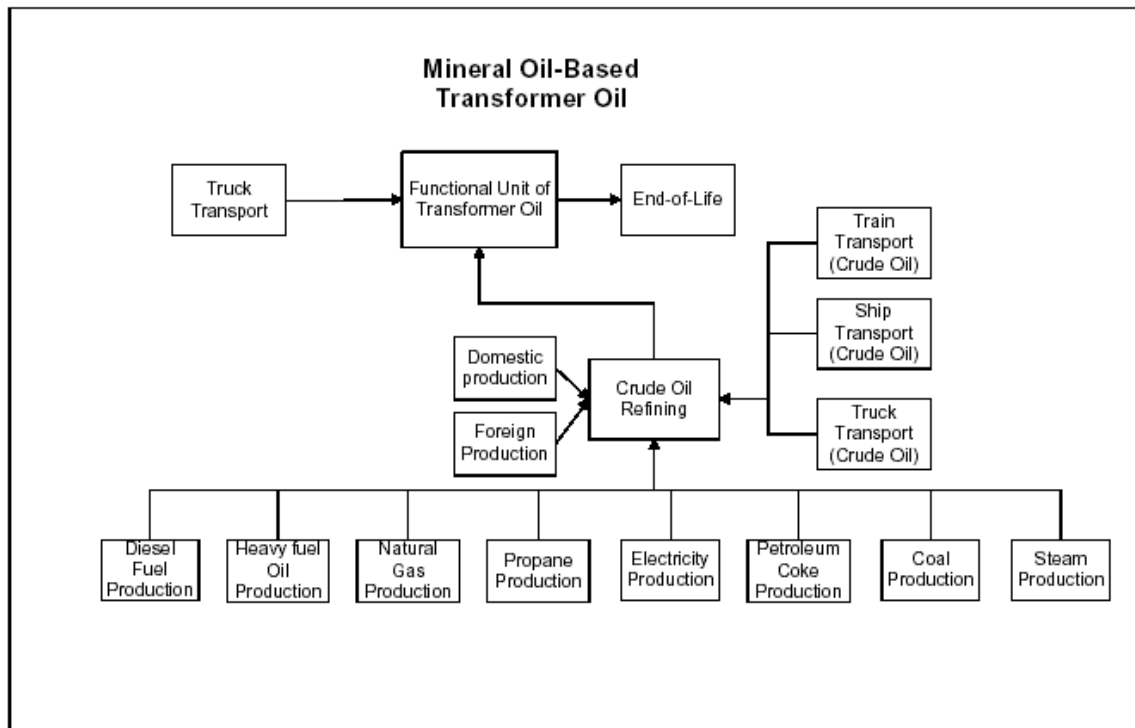 Mineral Oil-Based
Transformer Oil
Truck
Transport
Functional Unit of
Transformer Oil
End-of-Life
Train
Transport
(Crude Oil)
Ship
Transport
(Crude Oil)
Truck
Transport
(Crude Oil)
Domestic
production
Foreign
Production
Crude Oil
Refining
Diesel
Fuel
Production
Heavy fuel
Oil
Production
Natural
Gas
Production
Propane
Production
Electricity
Production
Petroleum
Coke
Production
Coal
Production
Steam
Production